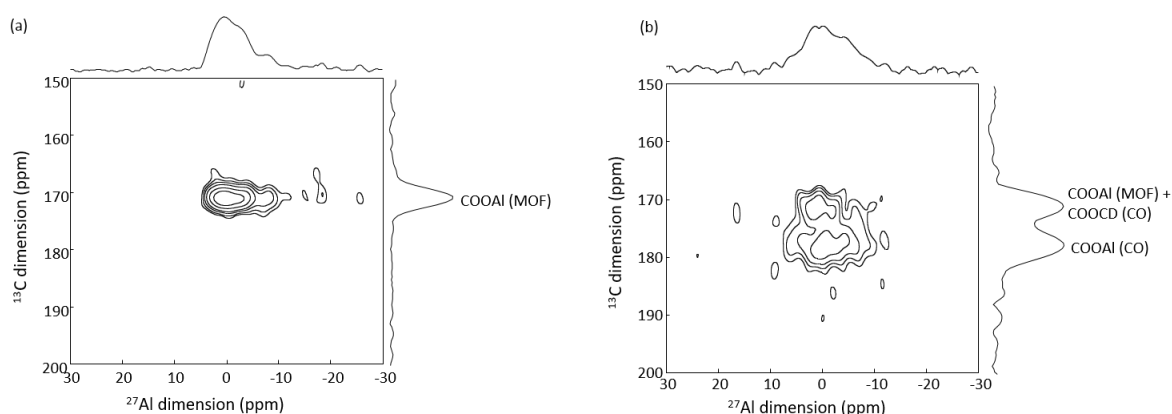 (a)
150
160
170
180
190
200
13C dimension (ppm)
COOAl (MOF)
30 20 10 0 -10 -20 -30
27Al dimension (ppm)
(b)
150
160
170
180
190
200
13C dimension (ppm)
COOAl (MOF) +
COOCD (CO)
COOAl (CO)
30 20 10 0 -10 -20 -30
27Al dimension (ppm)